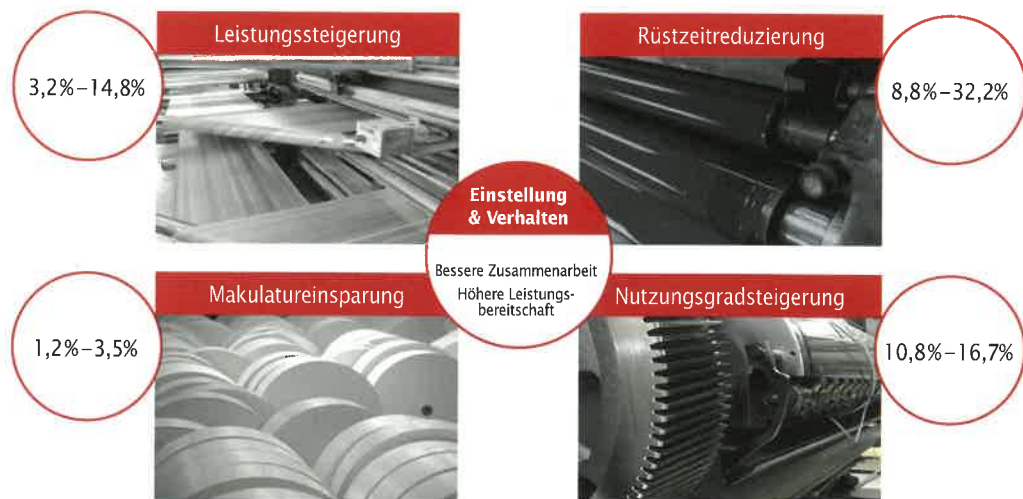 Leistungssteigerung
3,2%–14,8%
Rüstzeitreduzierung
8,8%–32,2%
Einstellung
& Verhalten
Bessere Zusammenarbeit
Höhere Leistungs-
bereitschaft
Makulatureinsparung
1,2%–3,5%
Nutzungsgradsteigerung
10,8%–16,7%